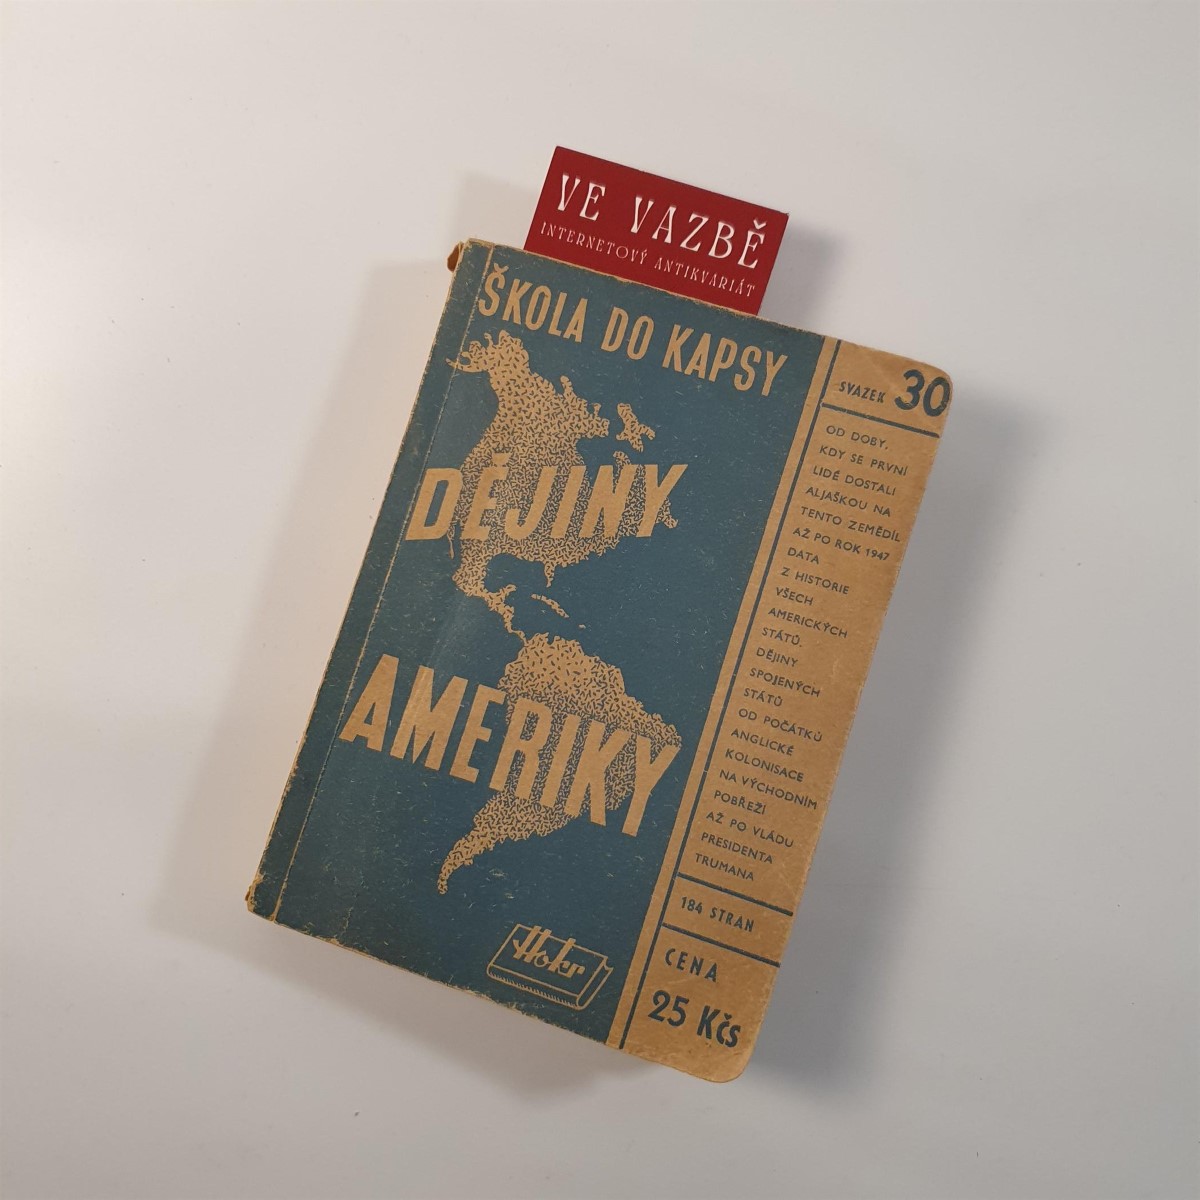 VE VAZBĚ
INTERNETOVÝ ANTIKVARIÁT
ŠKOLA DO KAPSY
DĚJINY
AMERIKY
Hokr
SVAZEK 30
OD DOBY,
KDY SE PRVNÍ
LIDÉ DOSTALI
ALJAŠKOU NA
TENTO ZEMĚDÍL
AŽ PO ROK 1947
DATA
Z HISTORIE
VŠECH
AMERICKÝCH
STÁTŮ.
DĚJINY
SPOJENÝCH
STÁTŮ
OD POČÁTKŮ
ANGLICKÉ
KOLONISACE
NA VÝCHODNÍM
POBŘEŽÍ
AŽ PO VLÁDU
PRESIDENTA
TRUMANA
184 STRAN
CENA
25 Kčs